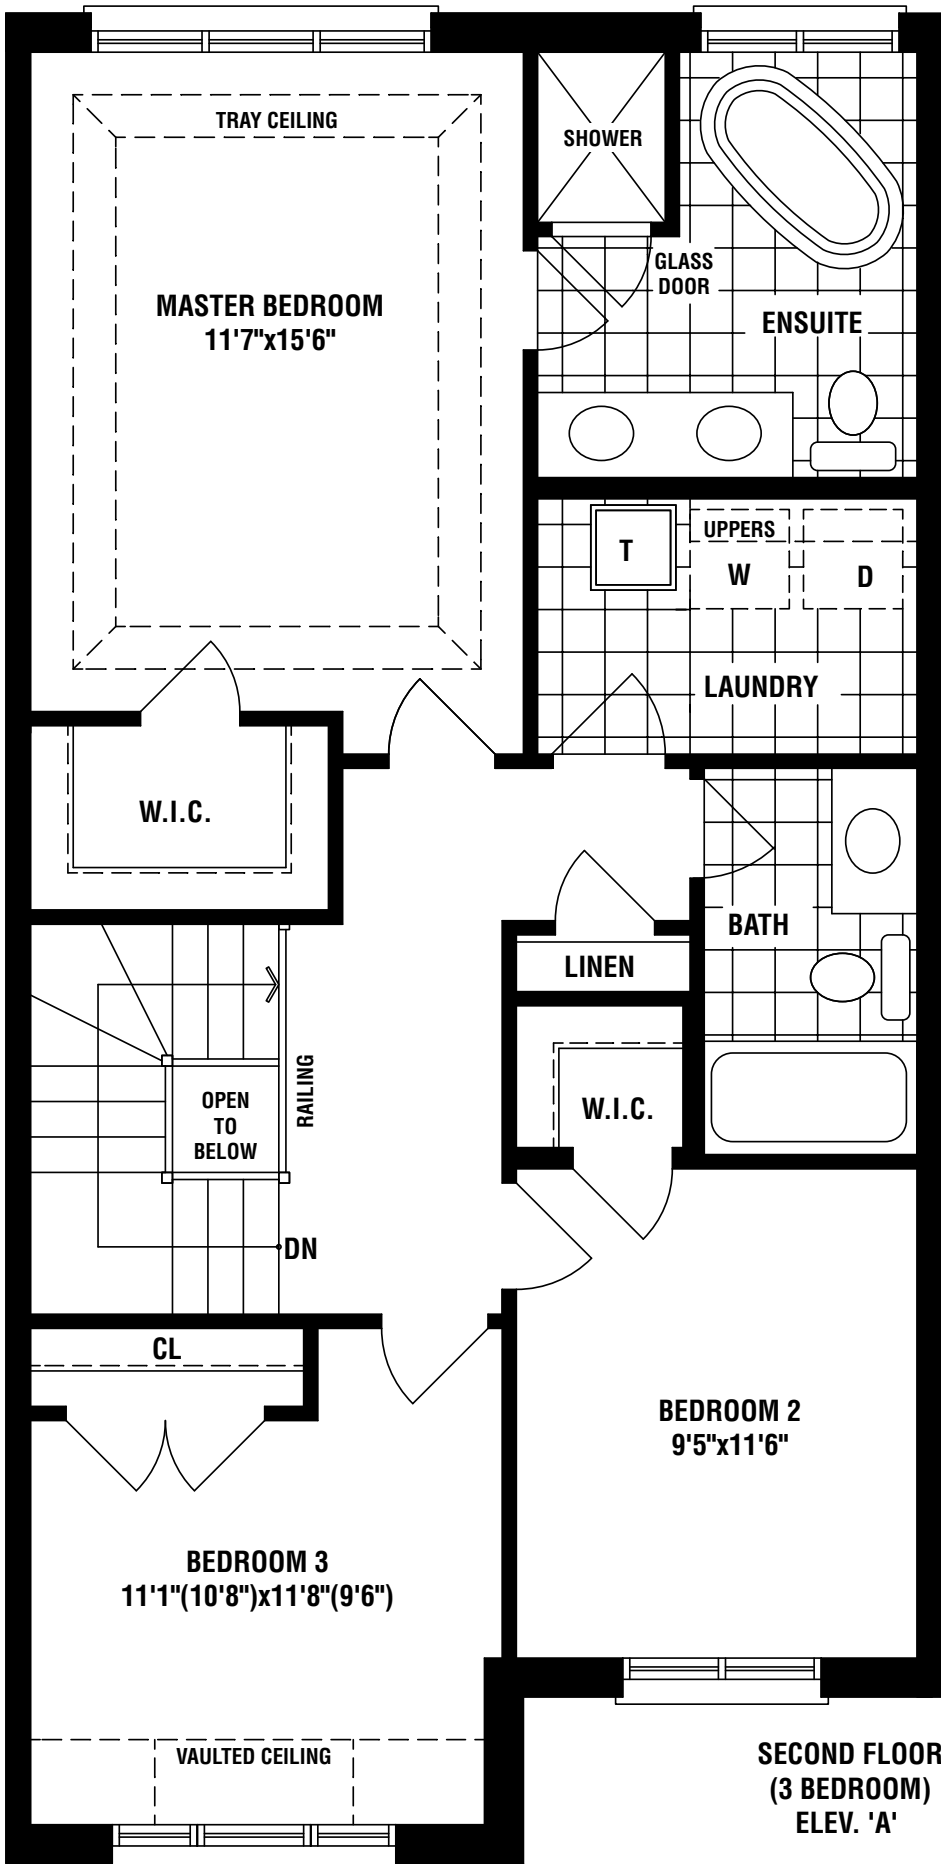 TRAY CEILING
SHOWER
GLASS
DOOR
MASTER BEDROOM
11'7"x15'6"
ENSUITE
UPPERS
T
W
D
LAUNDRY
W.I.C.
BATH
LINEN
OPEN
TO
BELOW
RAILING
W.I.C.
DN
CL
BEDROOM 2
9'5"x11'6"
BEDROOM 3
11'1"(10'8")x11'8"(9'6")
VAULTED CEILING
SECOND FLOOR
(3 BEDROOM)
ELEV. 'A'